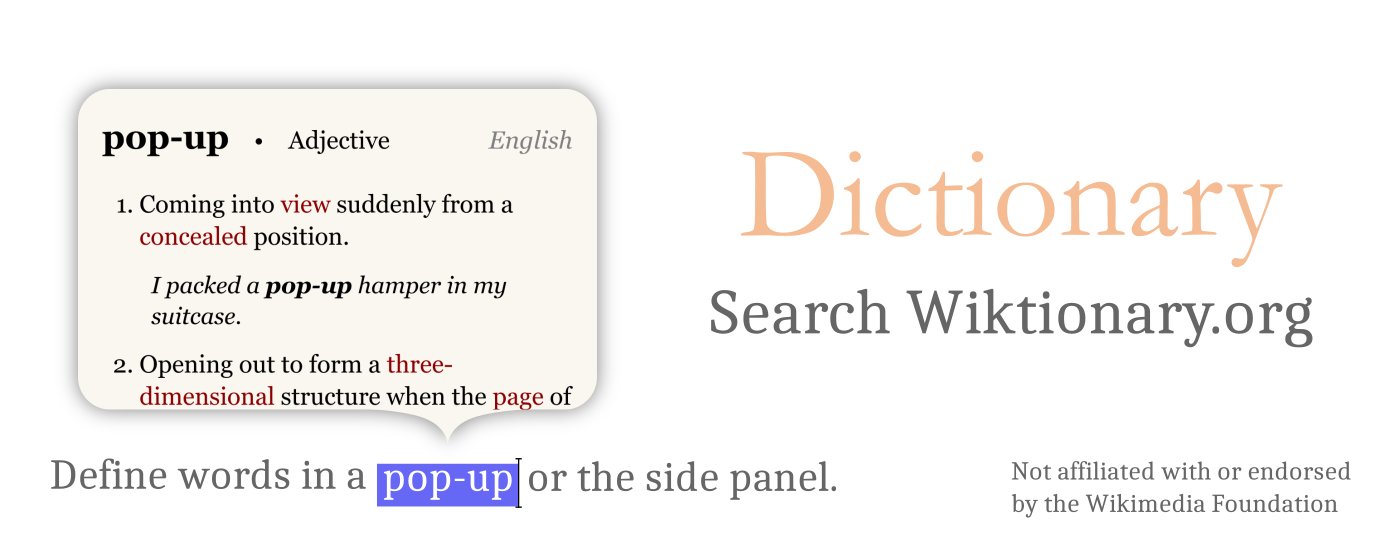 pop-up • Adjective English
1. Coming into view suddenly from a
concealed position.
I packed a pop-up hamper in my
suitcase.
2. Opening out to form a three-
dimensional structure when the page of
Dictionary
Search Wiktionary.org
Define words in a pop-up or the side panel.
Not affiliated with or endorsed
by the Wikimedia Foundation